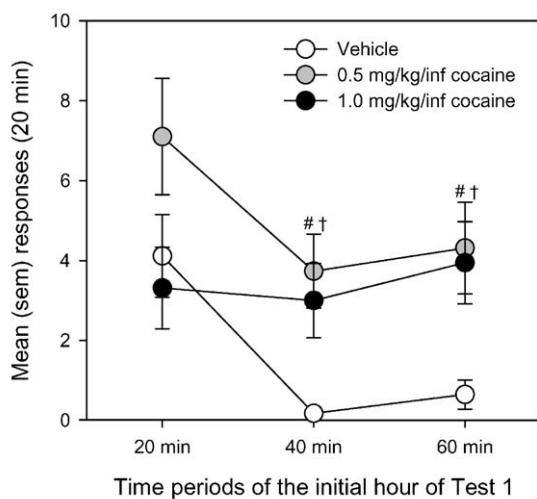 10
8
6
4
2
0
Mean (sem) responses (20 min)
Vehicle
0.5 mg/kg/inf cocaine
1.0 mg/kg/inf cocaine
# †
# †
20 min
40 min
60 min
Time periods of the initial hour of Test 1